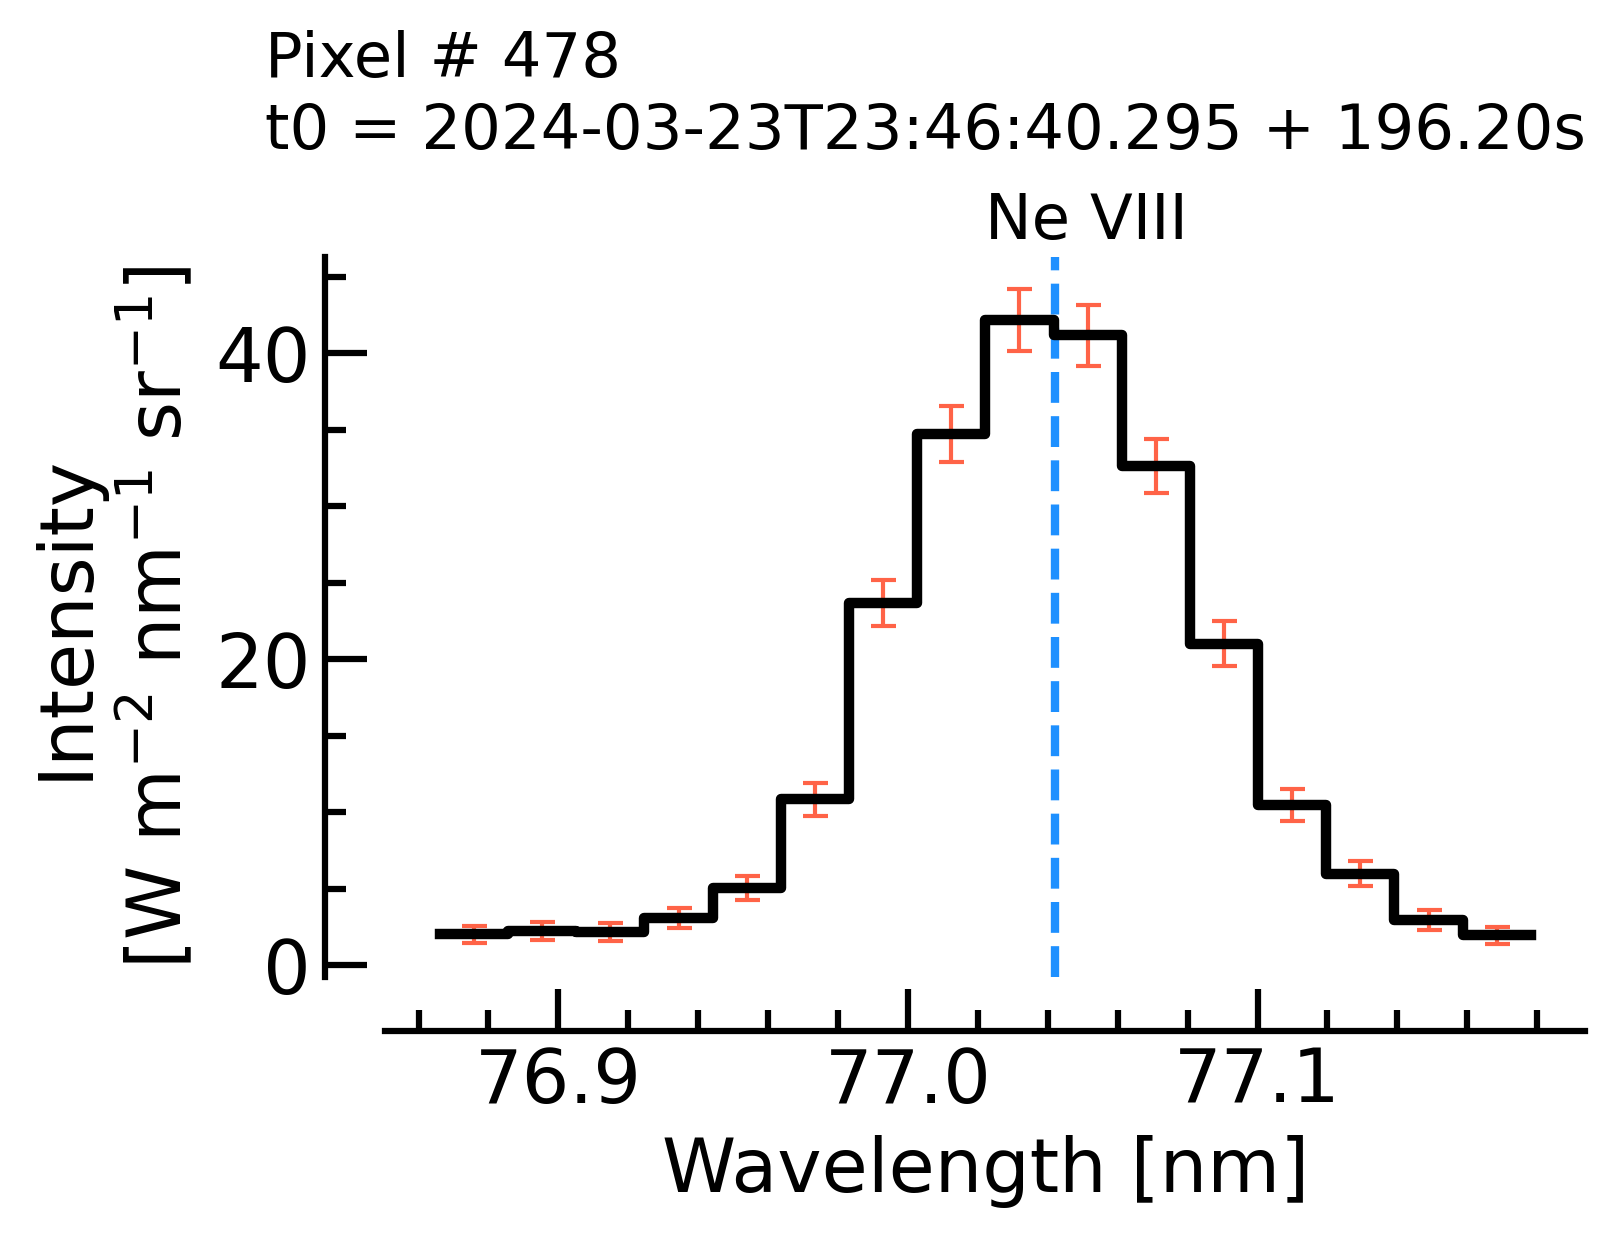 Pixel # 478
t0 = 2024-03-23T23:46:40.295 + 196.20s
Ne VIII
Intensity
[W m⁻² nm⁻¹ sr⁻¹]
40
20
0
76.9 77.0 77.1
Wavelength [nm]